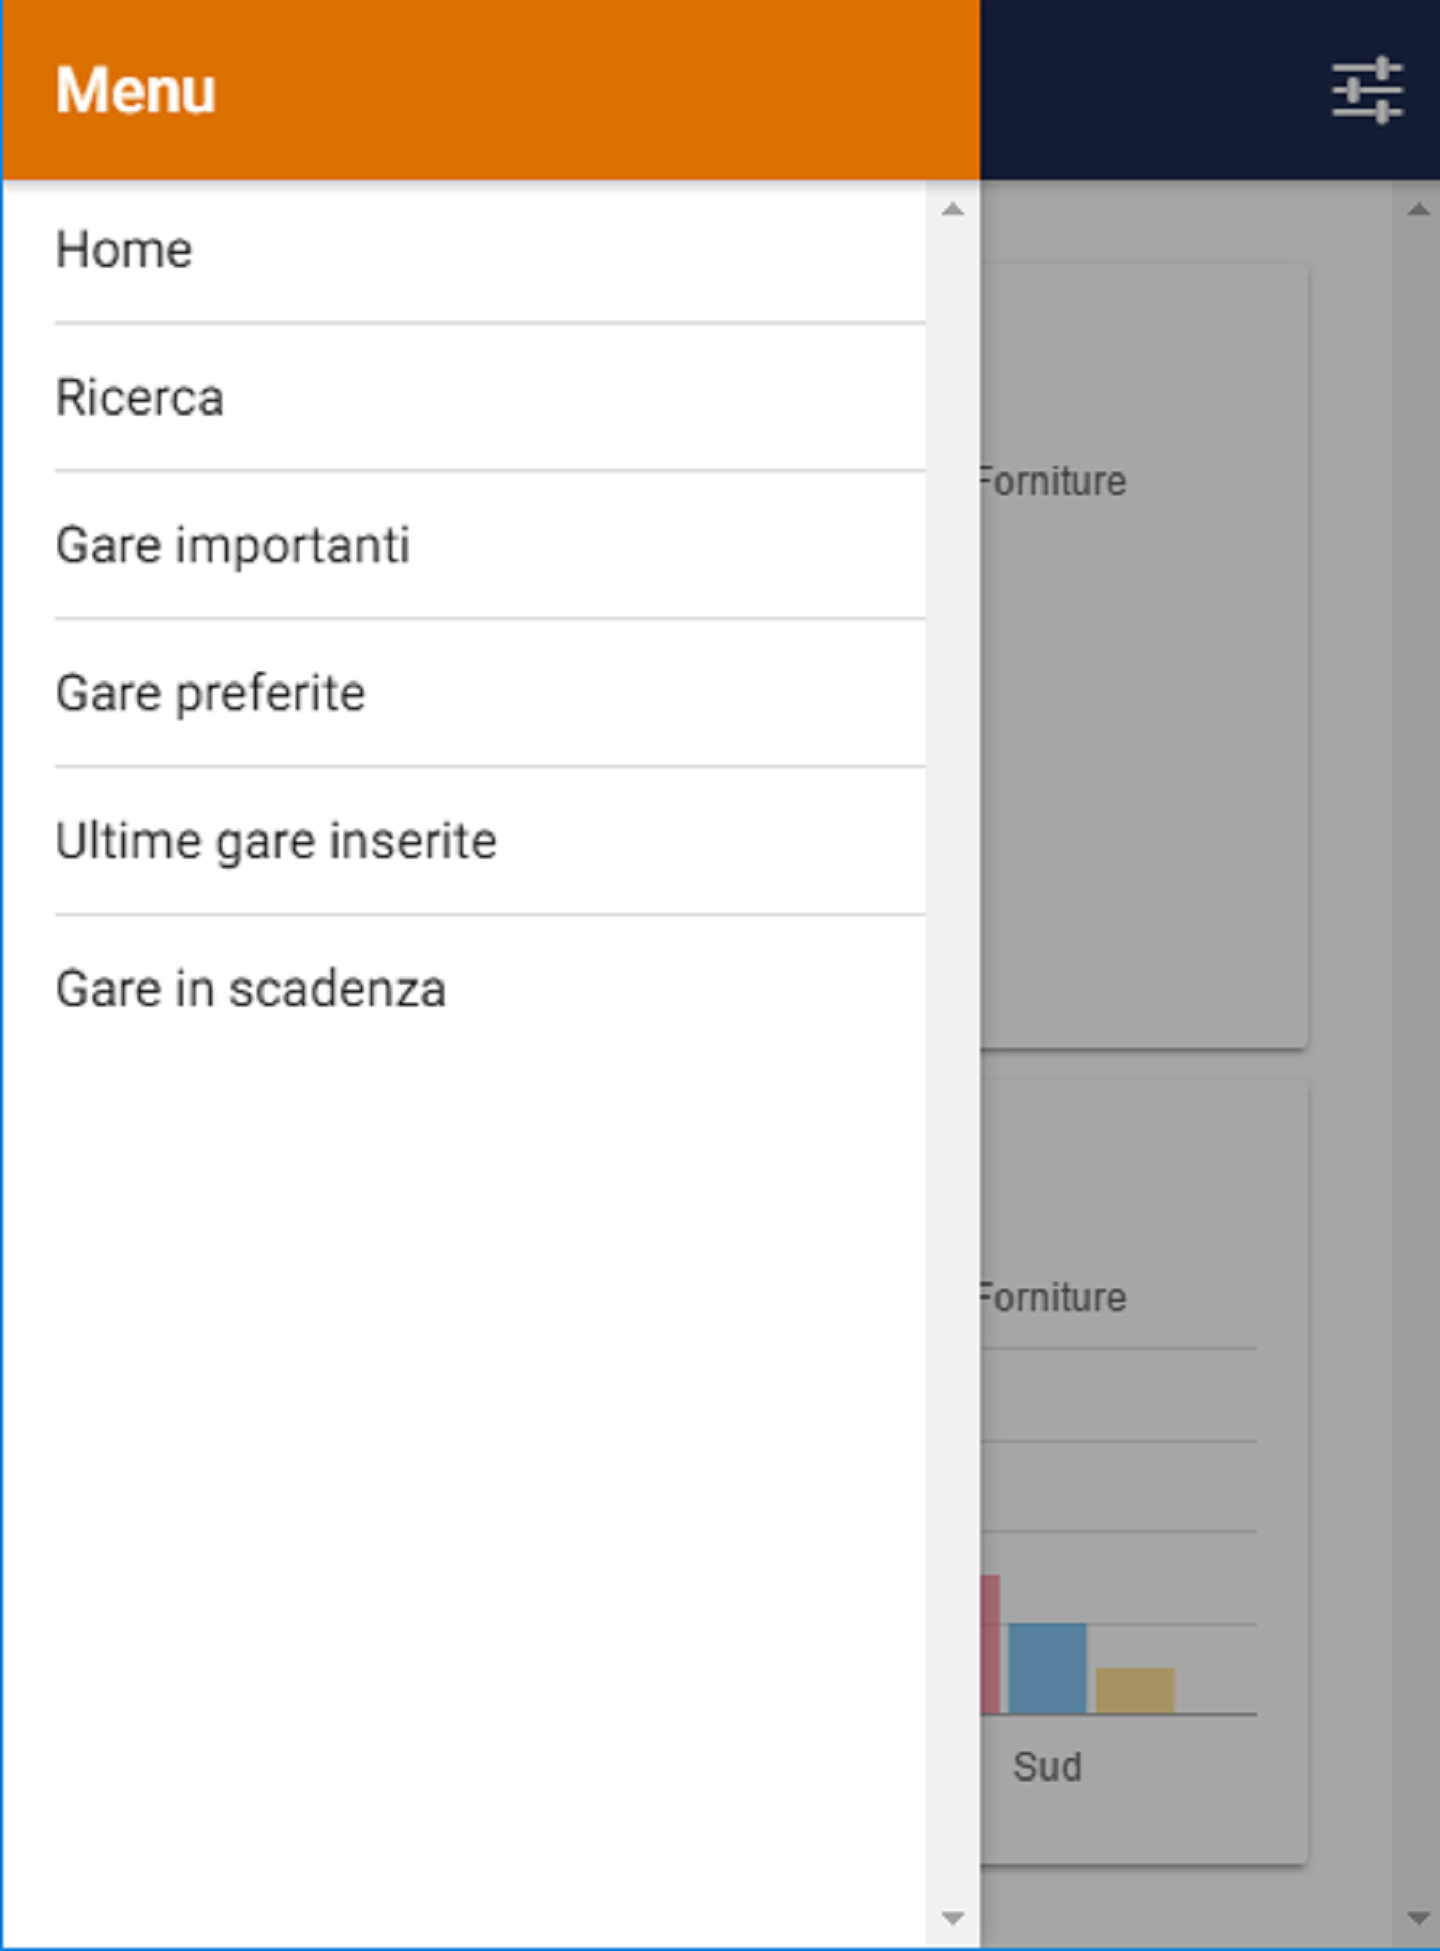 Menu
Home
Ricerca
Gare importanti
Gare preferite
Ultime gare inserite
Gare in scadenza
Forniture
Forniture
Sud